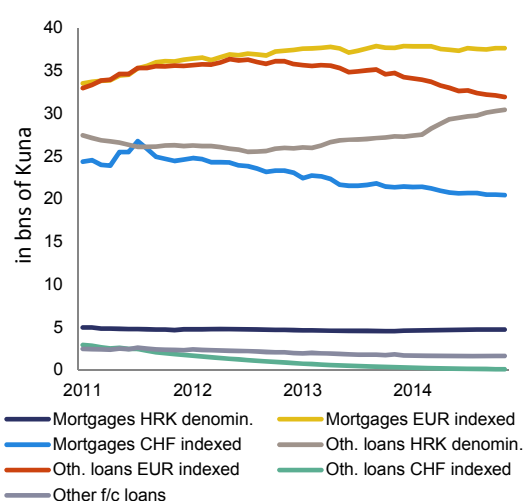 in bns of Kuna
40
35
30
25
20
15
10
5
0
2011 2012 2013 2014
Mortgages HRK denomin. Mortgages EUR indexed
Mortgages CHF indexed Oth. loans HRK denomin.
Oth. loans EUR indexed Oth. loans CHF indexed
Other f/c loans